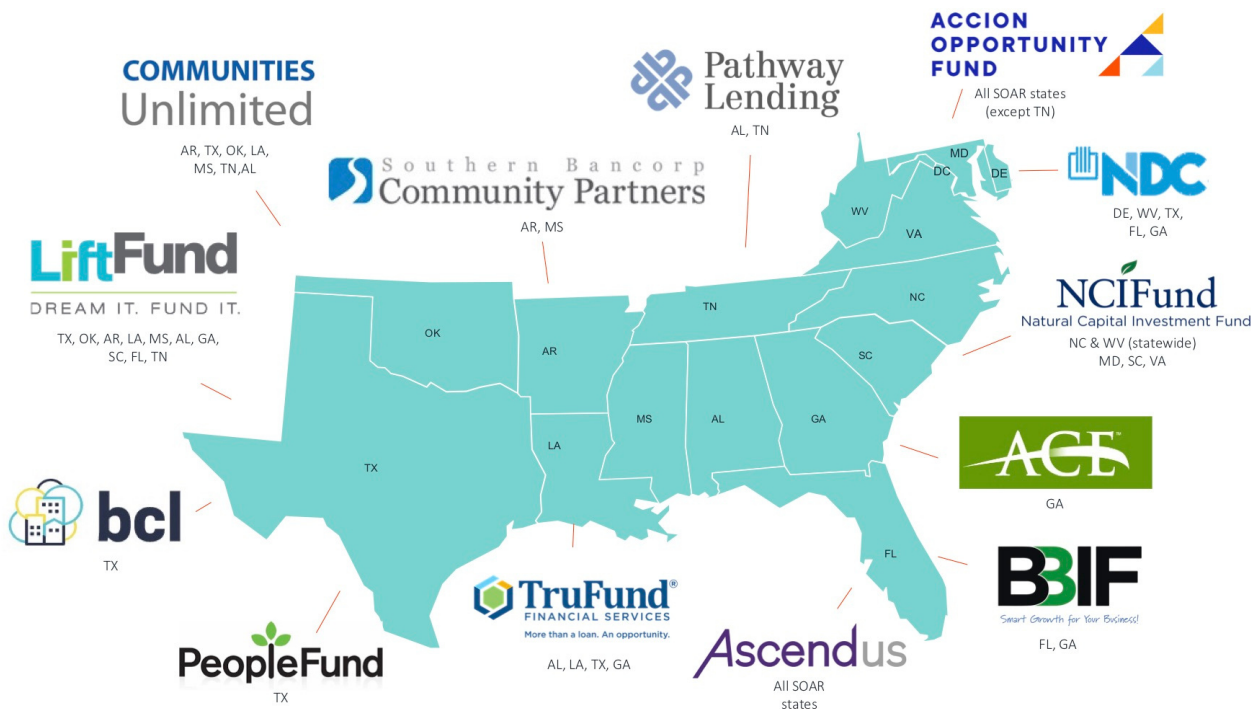 ACCION
OPPORTUNITY
FUND
All SOAR states
(except TN)
COMMUNITIES
Unlimited
AR, TX, OK, LA,
MS, TN,AL
Pathway
Lending
AL, TN
Southern Bancorp
Community Partners
AR, MS
NDC
DE, WV, TX,
FL, GA
LiftFund
DREAM IT. FUND IT.
TX, OK, AR, LA, MS, AL, GA,
SC, FL, TN
NCIFund
Natural Capital Investment Fund
NC & WV (statewide)
MD, SC, VA
MD
DC
DE
WV
VA
NC
TN
OK
AR
SC
MS
AL
GA
LA
TX
FL
ACE™
GA
bcl
TX
BBIF
Smart Growth for Your Business!
FL, GA
TruFund®
FINANCIAL SERVICES
More than a loan. An opportunity.
AL, LA, TX, GA
PeopleFund
TX
Ascendus
All SOAR
states